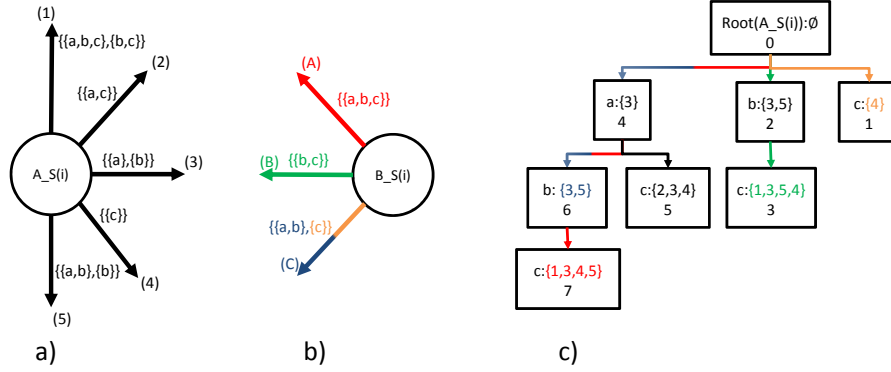 (1)
{{a,b,c},{b,c}}
(2)
{{a,c}}
A_S(i)
{{a},{b}}
(3)
{{c}}
(4)
{{a,b},{b}}
(5)
a)
(A)
{{a,b,c}}
(B)
{{b,c}}
B_S(i)
{{a,b},{c}}
(C)
b)
Root(A_S(i)):∅
0
a:{3}
4
b:{3,5}
2
c:{4}
1
b: {3,5}
6
c:{2,3,4}
5
c:{1,3,5,4}
3
c:{1,3,4,5}
7
c)